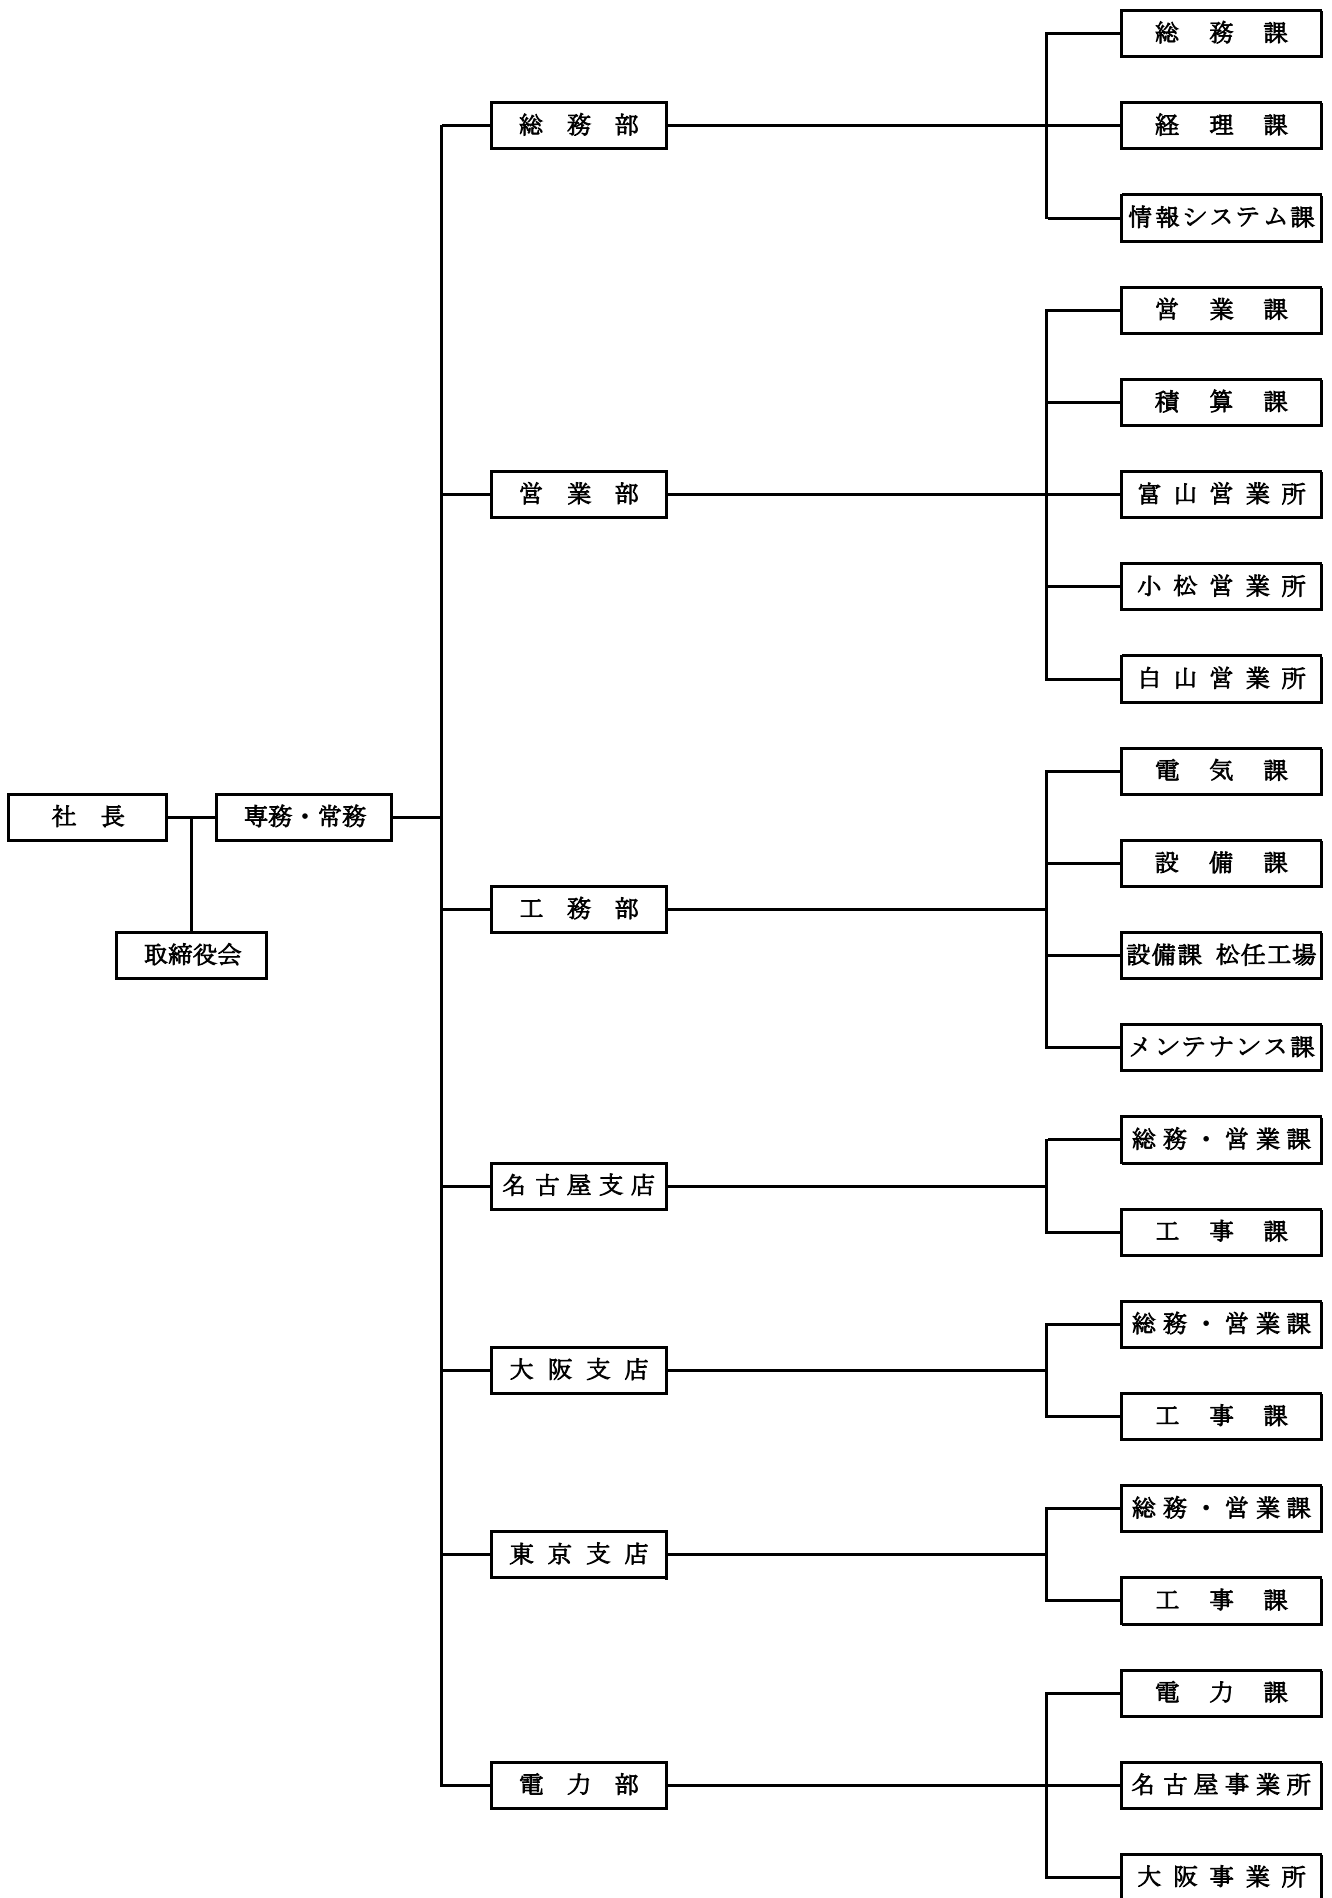 社長
専務・常務
取締役会
総務部
総務課
経理課
情報システム課
営業部
営業課
積算課
富山営業所
小松営業所
白山営業所
工務部
電気課
設備課
設備課 松任工場
メンテナンス課
名古屋支店
総務・営業課
工事課
大阪支店
総務・営業課
工事課
東京支店
総務・営業課
工事課
電力部
電力課
名古屋事業所
大阪事業所